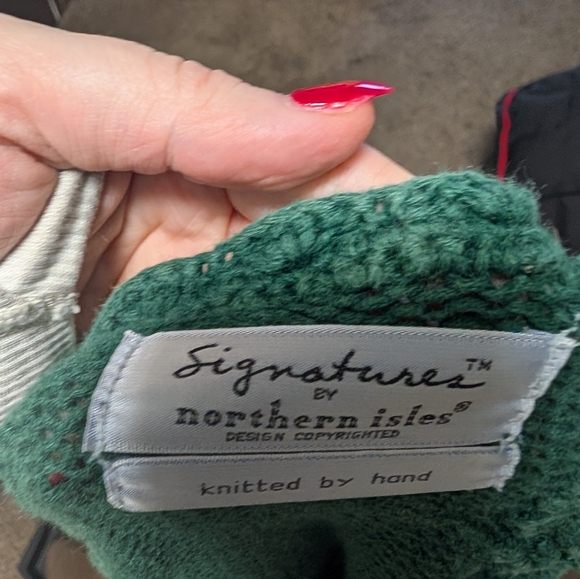 Signatures™
BY
northern isles®
DESIGN COPYRIGHTED
knitted by hand